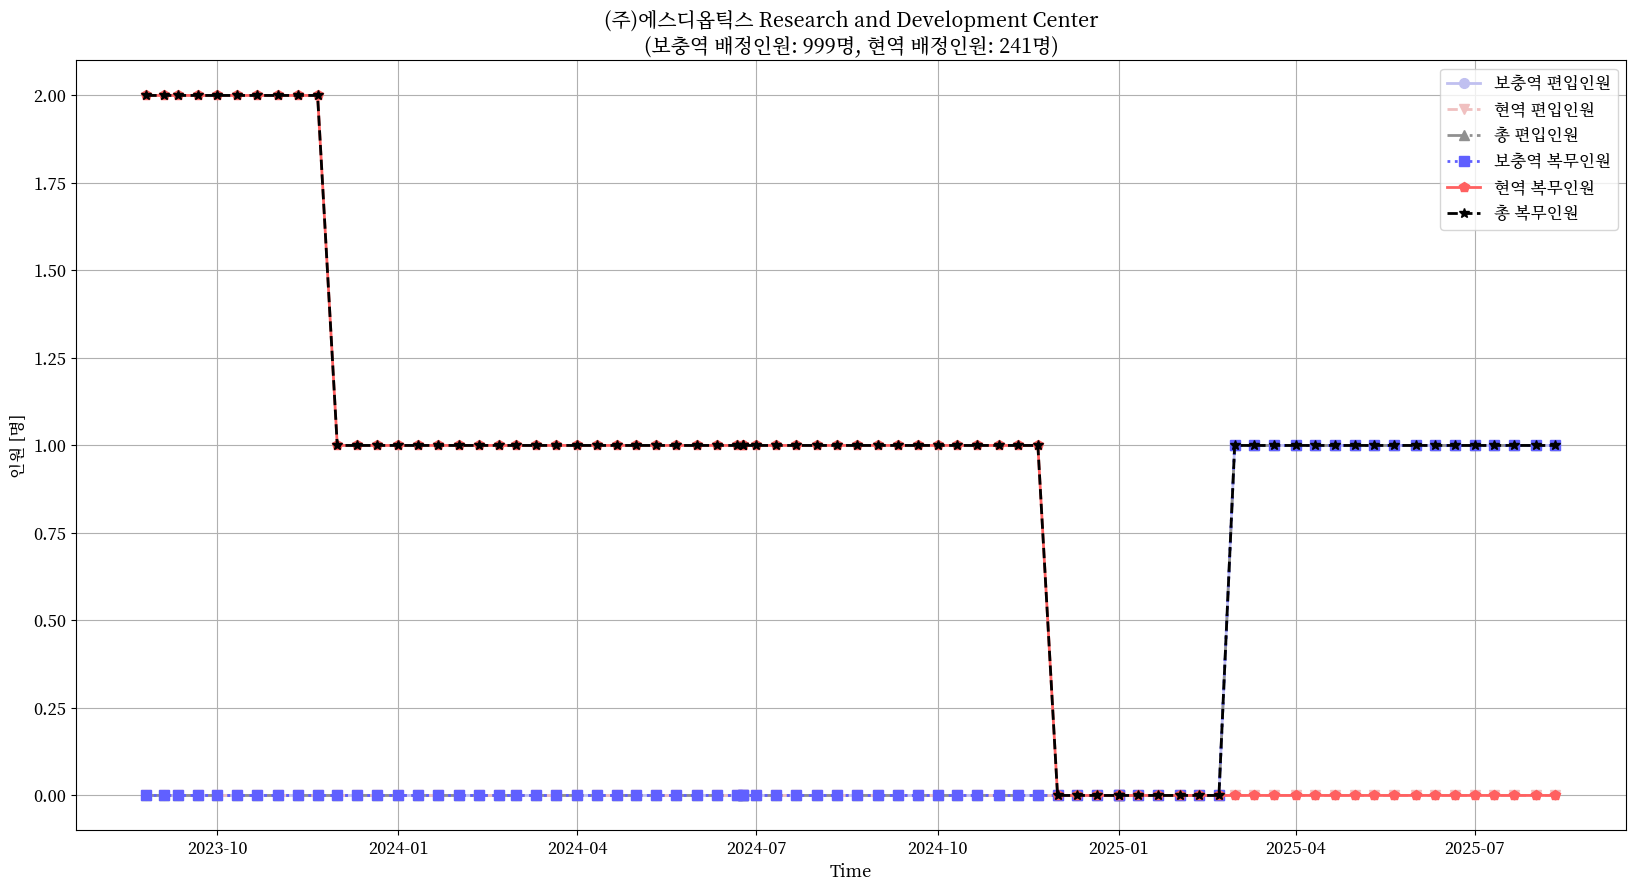 (주)에스디옵틱스 Research and Development Center
(보충역 배정인원: 999명, 현역 배정인원: 241명)
보충역 편입인원
현역 편입인원
총 편입인원
보충역 복무인원
현역 복무인원
총 복무인원
인원 [명]
2.00
1.75
1.50
1.25
1.00
0.75
0.50
0.25
0.00
2023-10
2024-01
2024-04
2024-07
2024-10
2025-01
2025-04
2025-07
Time